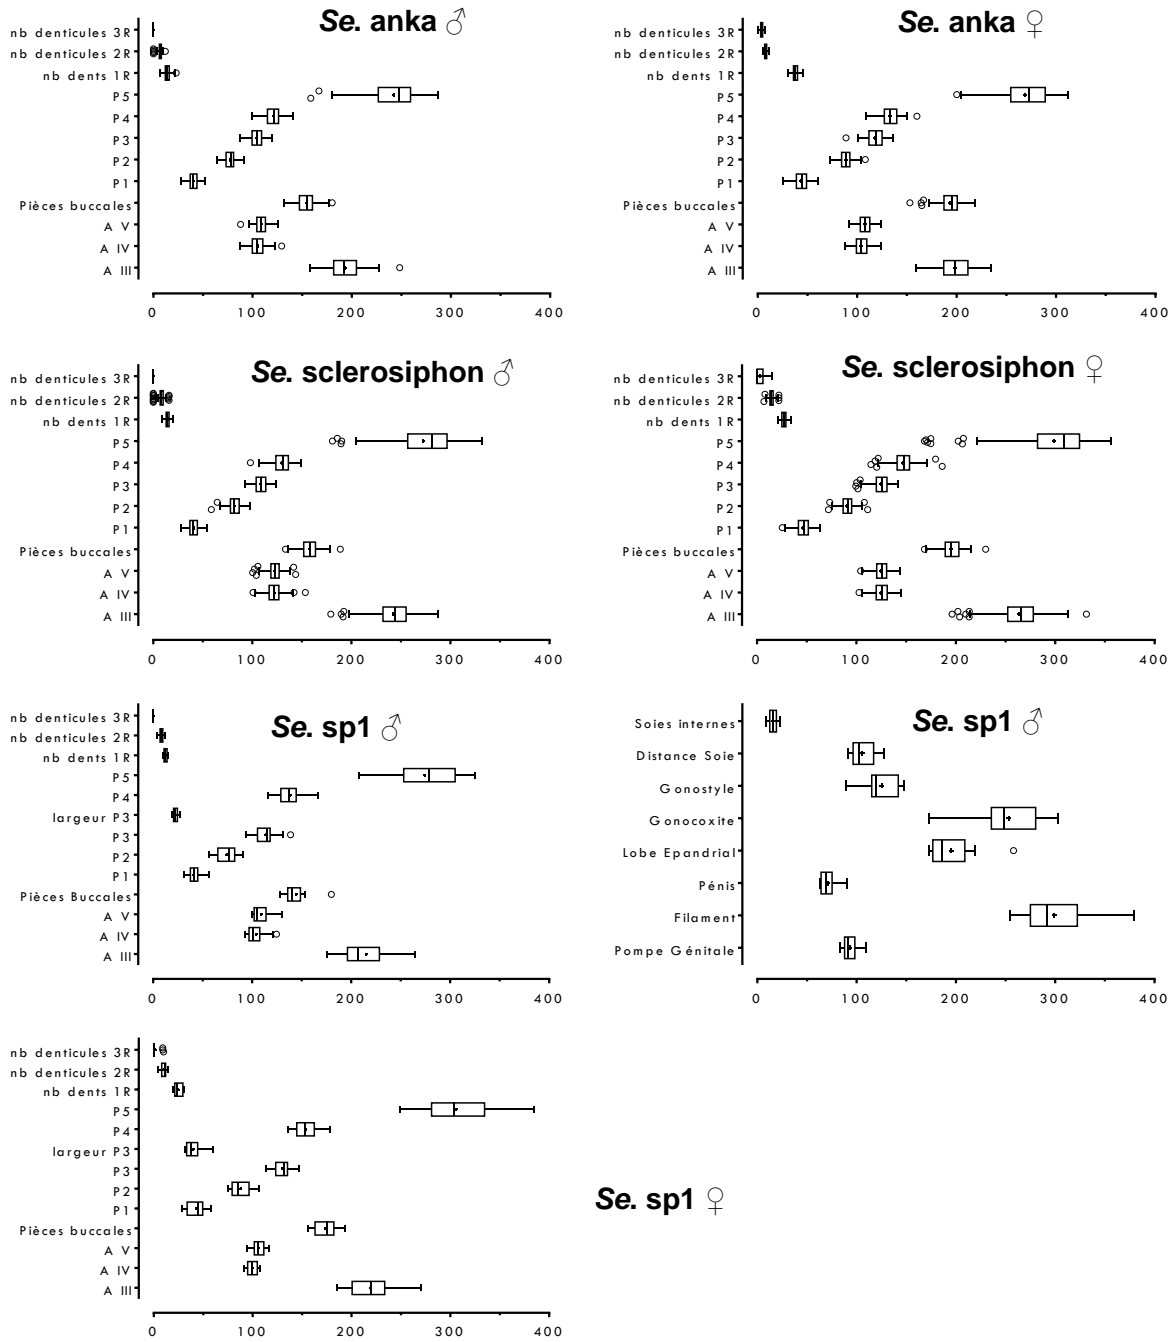 Se. anka ♂
nb denticules 3R
nb denticules 2R
nb dents 1R
P5
P4
P3
P2
P1
Pièces buccales
A V
A IV
A III
0 100 200 300 400
Se. anka ♀
nb denticules 3R
nb denticules 2R
nb dents 1R
P5
P4
P3
P2
P1
Pièces buccales
A V
A IV
A III
0 100 200 300 400
Se. sclerosiphon ♂
nb denticules 3R
nb denticules 2R
nb dents 1R
P5
P4
P3
P2
P1
Pièces buccales
A V
A IV
A III
0 100 200 300 400
Se. sclerosiphon ♀
nb denticules 3R
nb denticules 2R
nb dents 1R
P5
P4
P3
P2
P1
Pièces buccales
A V
A IV
A III
0 100 200 300 400
Se. sp1 ♂
nb denticules 3R
nb denticules 2R
nb dents 1R
P5
P4
largeur P3
P3
P2
P1
Pièces Buccales
A V
A IV
A III
0 100 200 300 400
Se. sp1 ♂
Soies internes
Distance Soie
Gonostyle
Gonocoxite
Lobe Epandrial
Pénis
Filament
Pompe Génitale
0 100 200 300 400
nb denticules 3R
nb denticules 2R
nb dents 1R
P5
P4
largeur P3
P3
P2
P1
Pièces buccales
A V
A IV
A III
0 100 200 300 400
Se. sp1 ♀